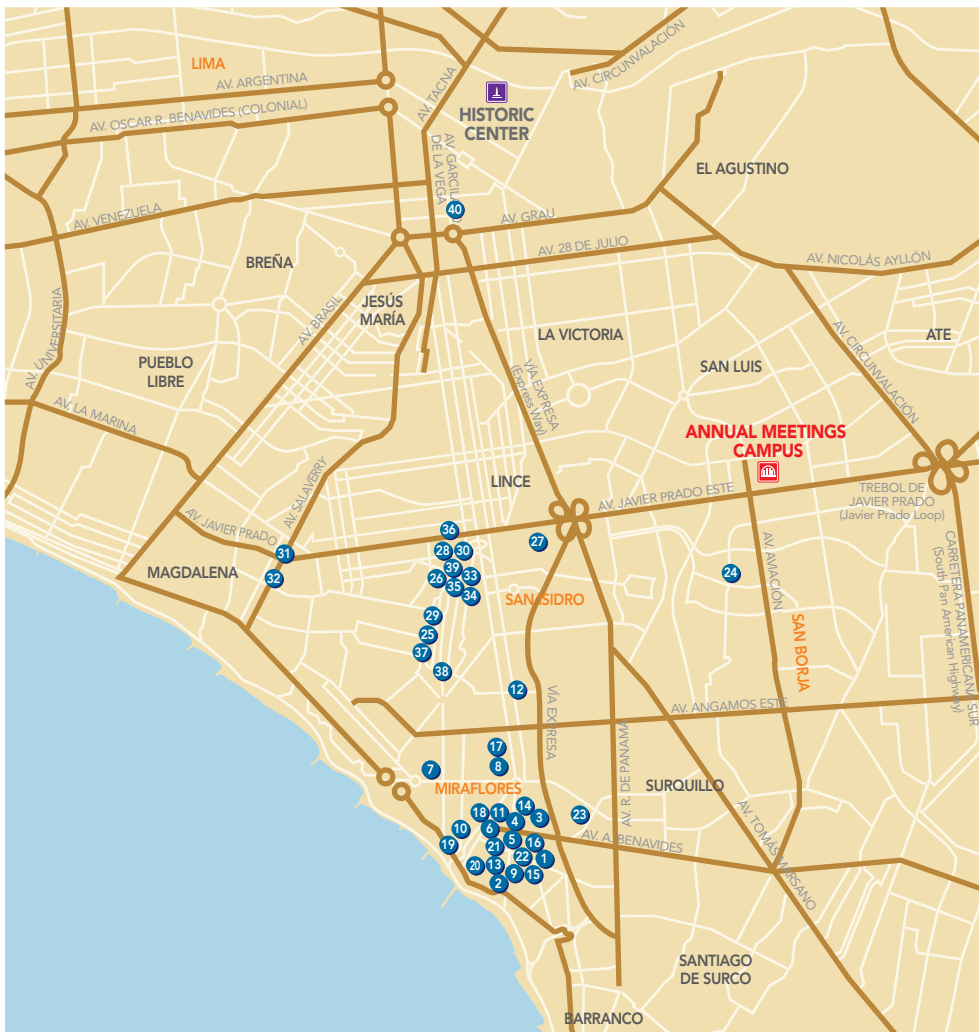 LIMA
AV. ARGENTINA
AV. OSCAR R. BENAVIDES (COLONIAL)
AV. TACNA
HISTORIC
CENTER
AV. CIRCUNVALACIÓN
AV. GARCILASO
DE LA VEGA
EL AGUSTINO
40
AV. GRAU
AV. VENEZUELA
AV. 28 DE JULIO
AV. NICOLÁS AYLLÓN
BREÑA
JESÚS
MARÍA
AV. BRASIL
AV. UNIVERSITARIA
LA VICTORIA
ATE
PUEBLO
LIBRE
SAN LUIS
AV. CIRCUNVALACIÓN
VÍA EXPRESA
(Express Way)
AV. LA MARINA
ANNUAL MEETINGS
CAMPUS
LINCE
AV. SALAVERRY
AV. JAVIER PRADO ESTE
TREBOL DE
JAVIER PRADO
(Javier Prado Loop)
AV. JAVIER PRADO
36
27
31
28
30
MAGDALENA
32
39
26
33
35
34
24
AV. AVIACIÓN
SAN ISIDRO
CARRETERA PANAMERICANA SUR
(South Pan American Highway)
29
25
37
38
SAN BORJA
12
VÍA EXPRESA
AV. ANGAMOS ESTE
AV. R. DE PANAMA
17
8
7
MIRAFLORES
SURQUILLO
14
18
11
4
3
23
10
6
5
16
19
21
22
1
20
13
9
15
2
AV. A. BENAVIDES
AV. TOMÁS MARSANO
SANTIAGO
DE SURCO
BARRANCO